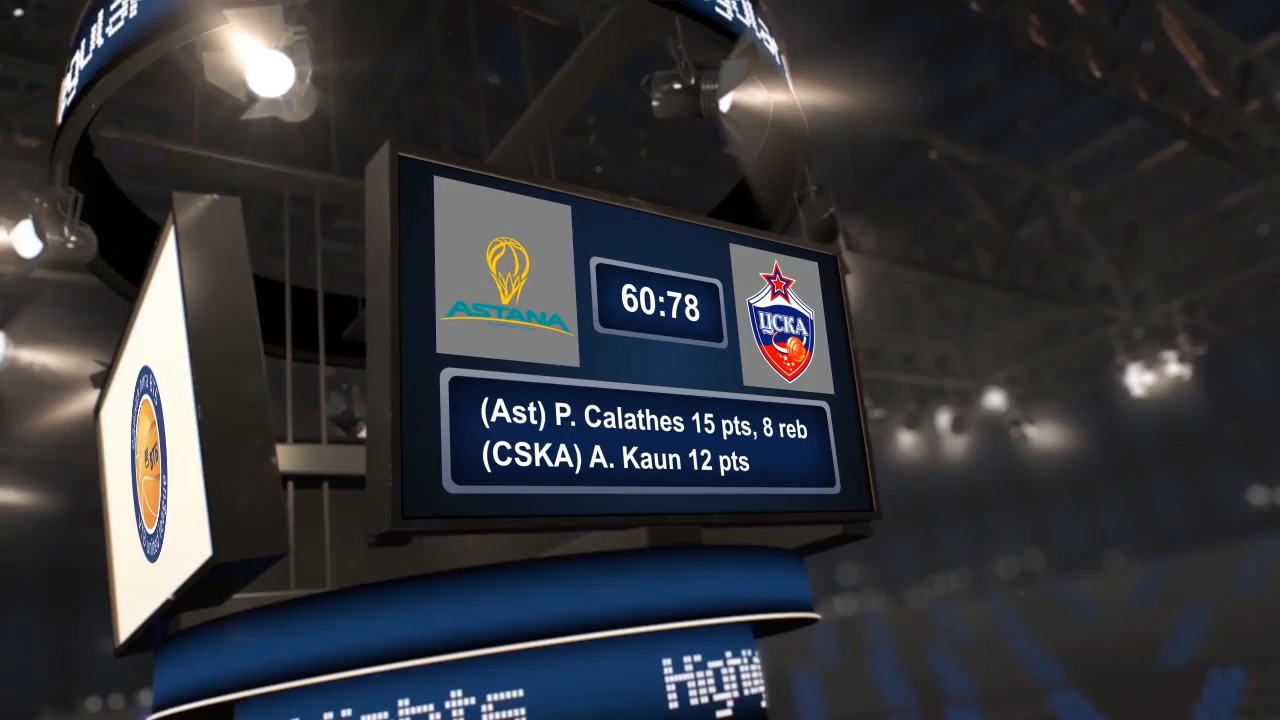 ASTANA
60:78
ЦСКА
(Ast) P. Calathes 15 pts, 8 reb
(CSKA) A. Kaun 12 pts